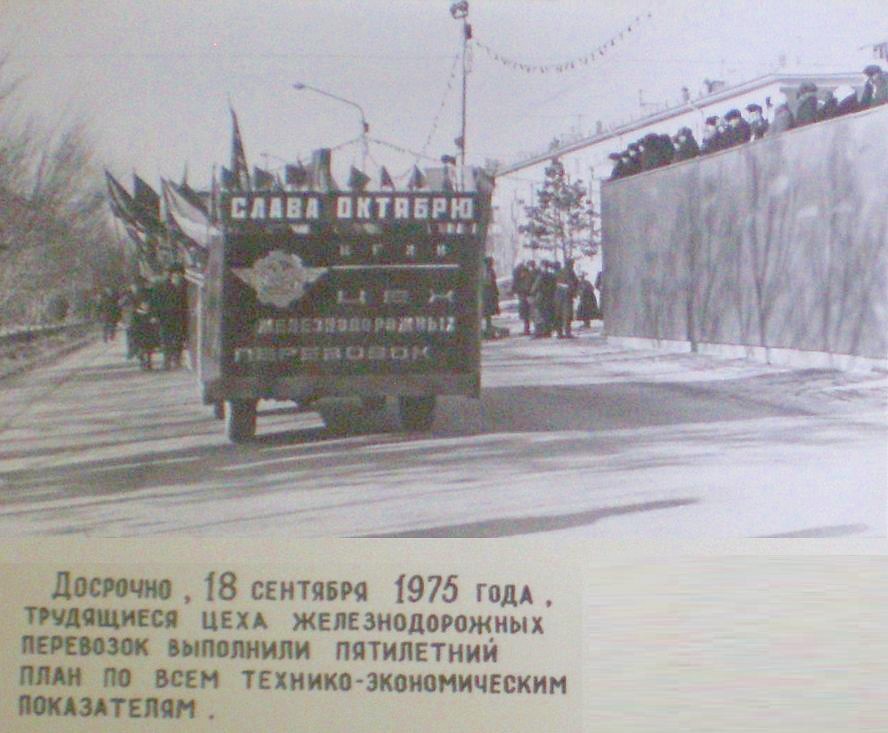 СЛАВА ОКТЯБРЮ
ЦЕХ
ЖЕЛЕЗНОДОРОЖНЫХ
ПЕРЕВОЗОК
ДОСРОЧНО, 18 СЕНТЯБРЯ 1975 ГОДА,
ТРУДЯЩИЕСЯ ЦЕХА ЖЕЛЕЗНОДОРОЖНЫХ
ПЕРЕВОЗОК ВЫПОЛНИЛИ ПЯТИЛЕТНИЙ
ПЛАН ПО ВСЕМ ТЕХНИКО-ЭКОНОМИЧЕСКИМ
ПОКАЗАТЕЛЯМ.